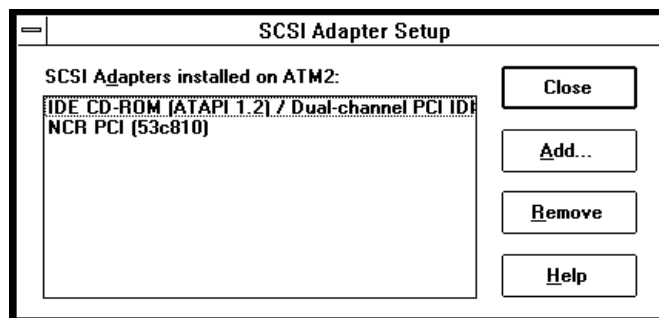 SCSI Adapter Setup
SCSI Adapters installed on ATM2:
IDE CD-ROM (ATAPI 1.2) / Dual-channel PCI IDE
NCR PCI (53c810)
Close
Add...
Remove
Help